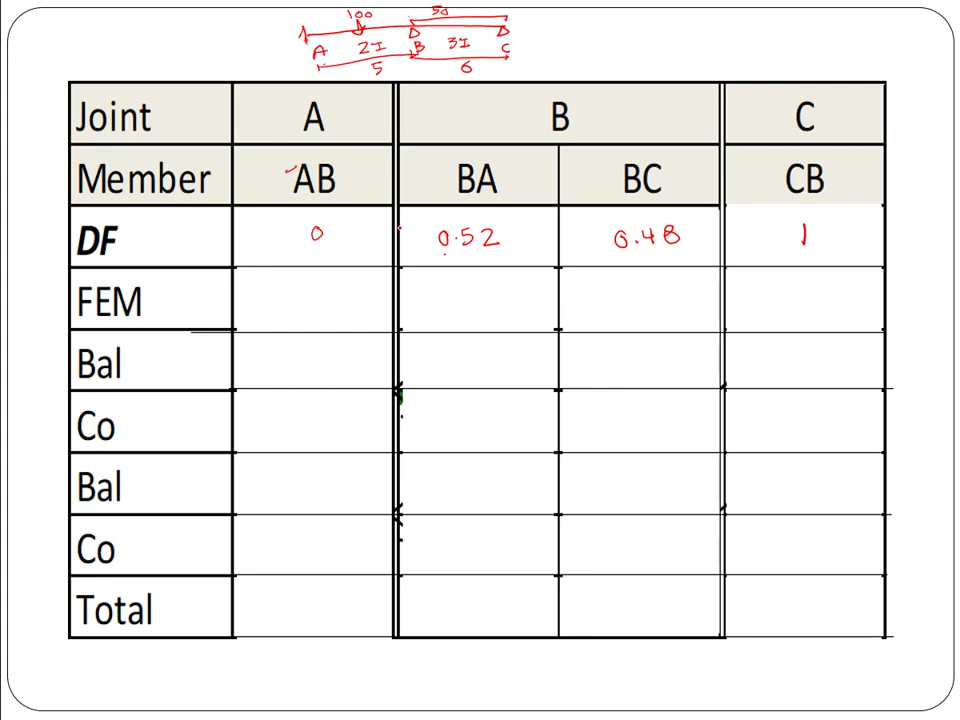 100 50
A 2I B 3I C
5 6
Joint A B C
Member AB BA BC CB
DF 0 0.52 0.48 1
FEM
Bal
Co
Bal
Co
Total